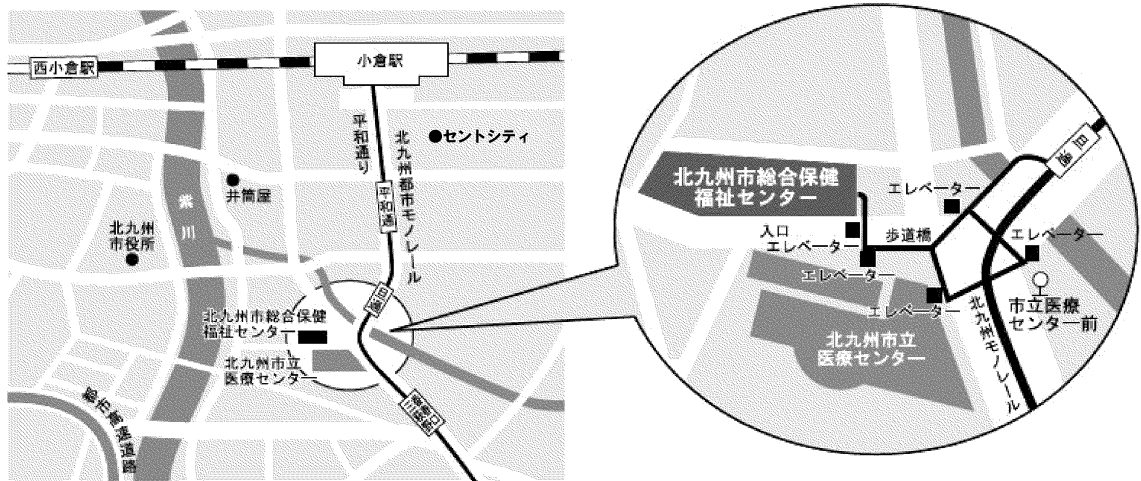 西小倉駅
小倉駅
平和通り
北九州都市モノレール
●セントシティ
平和通
井筒屋
紫川
北九州
市役所
旦過
北九州市総合保健
福祉センター
北九州市立
医療センター
都市高速道路
旦過
北九州市総合保健
福祉センター
エレベーター
入口
エレベーター
歩道橋
エレベーター
エレベーター
エレベーター
市立医療
センター前
北九州市立
医療センター
北九州モノレール